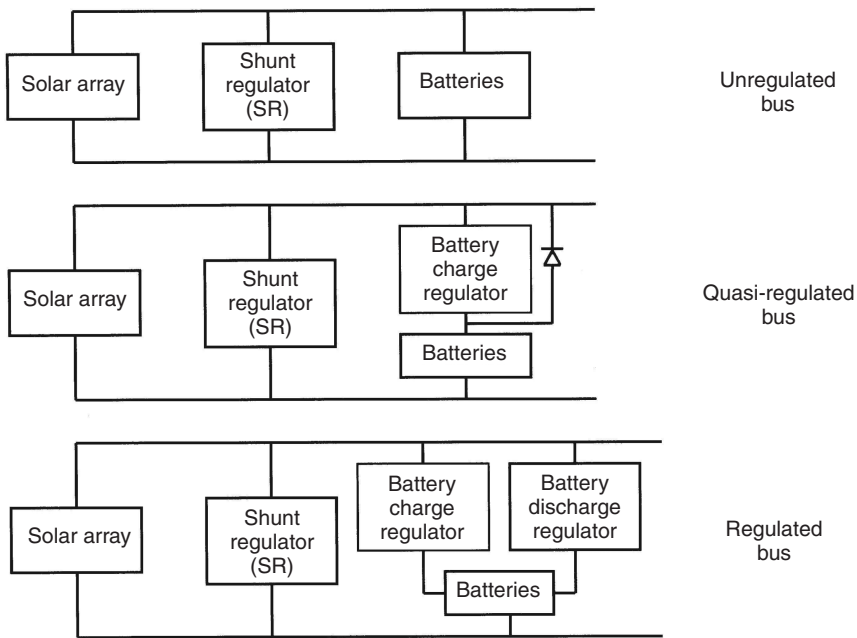 Solar array
Shunt
regulator
(SR)
Batteries
Unregulated
bus
Solar array
Shunt
regulator
(SR)
Battery
charge
regulator
Batteries
Quasi-regulated
bus
Solar array
Shunt
regulator
(SR)
Battery
charge
regulator
Battery
discharge
regulator
Batteries
Regulated
bus